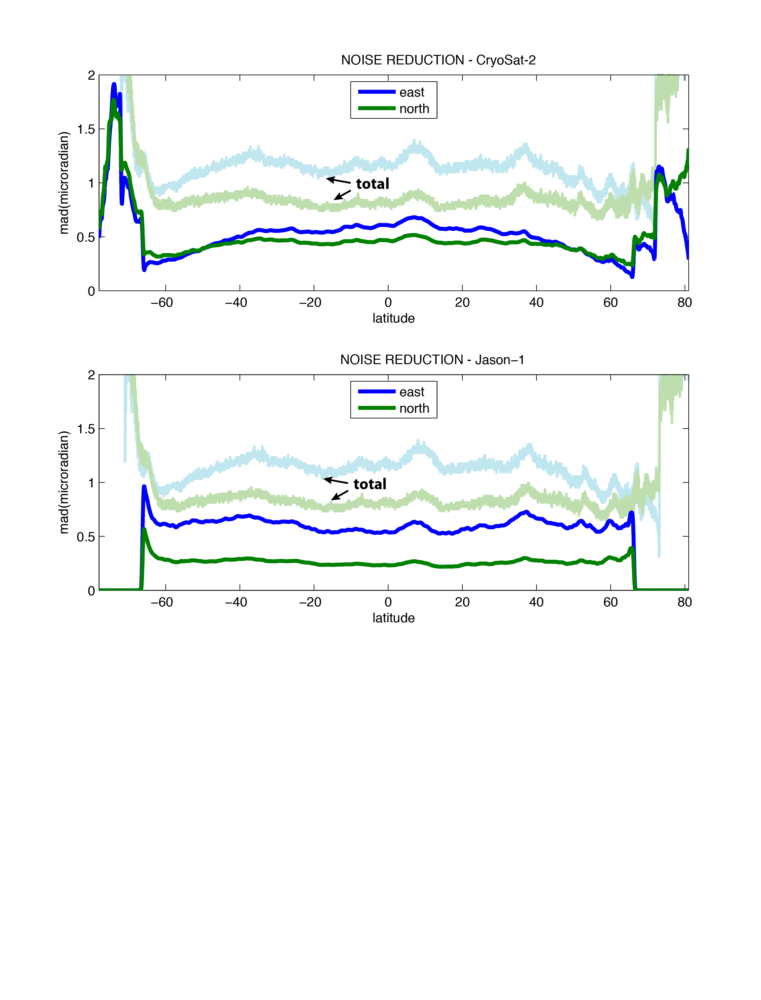 NOISE REDUCTION - CryoSat-2
2
1.5
1
0.5
0
mad(microradian)
east
north
total
−60 −40 −20 0 20 40 60 80
latitude
NOISE REDUCTION - Jason−1
2
1.5
1
0.5
0
mad(microradian)
east
north
total
−60 −40 −20 0 20 40 60 80
latitude